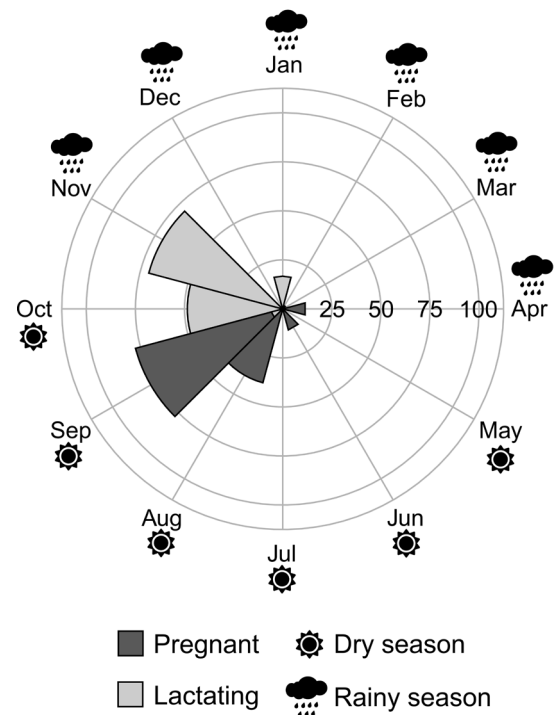 Jan
Dec Feb
Nov Mar
Oct 25 50 75 100 Apr
Sep May
Aug Jun
Jul
Pregnant Dry season
Lactating Rainy season